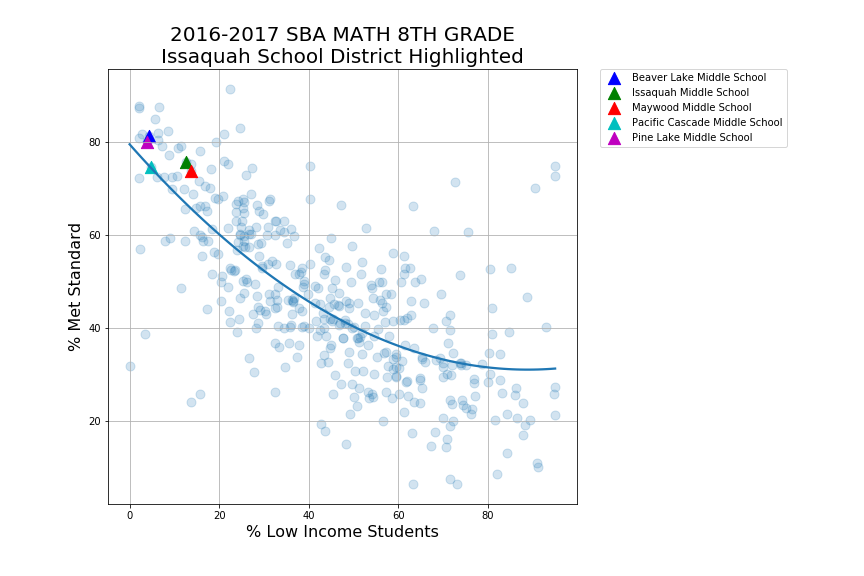 2016-2017 SBA MATH 8TH GRADE
Issaquah School District Highlighted
Beaver Lake Middle School
Issaquah Middle School
Maywood Middle School
Pacific Cascade Middle School
Pine Lake Middle School
% Met Standard
80
60
40
20
0 20 40 60 80
% Low Income Students